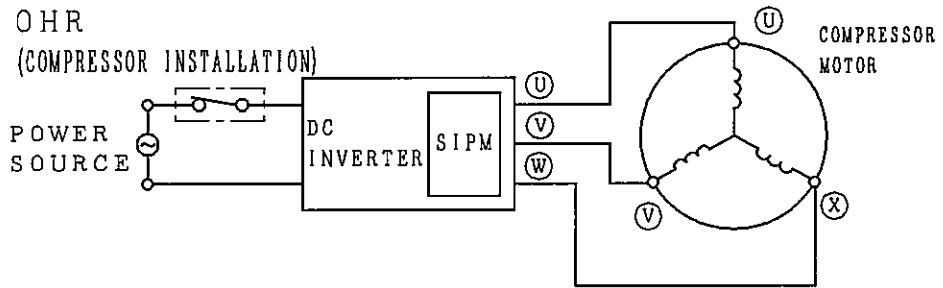 OHR
(COMPRESSOR INSTALLATION)
POWER
SOURCE
DC
INVERTER
SIPM
U
V
W
U
V
X
COMPRESSOR
MOTOR